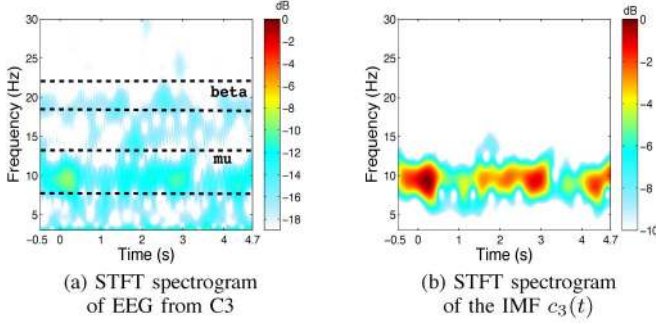 dB
30
0
25
-2
-4
20
beta
-6
-8
15
-10
mu
-12
10
-14
-16
5
-18
-0.5 0 1 2 3 4 4.7
Frequency (Hz)
Time (s)
(a) STFT spectrogram
of EEG from C3
dB
30
0
25
-2
20
-4
15
-6
10
-8
5
-10
-0.5 0 1 2 3 4 4.7
Frequency (Hz)
Time (s)
(b) STFT spectrogram
of the IMF c₃(t)